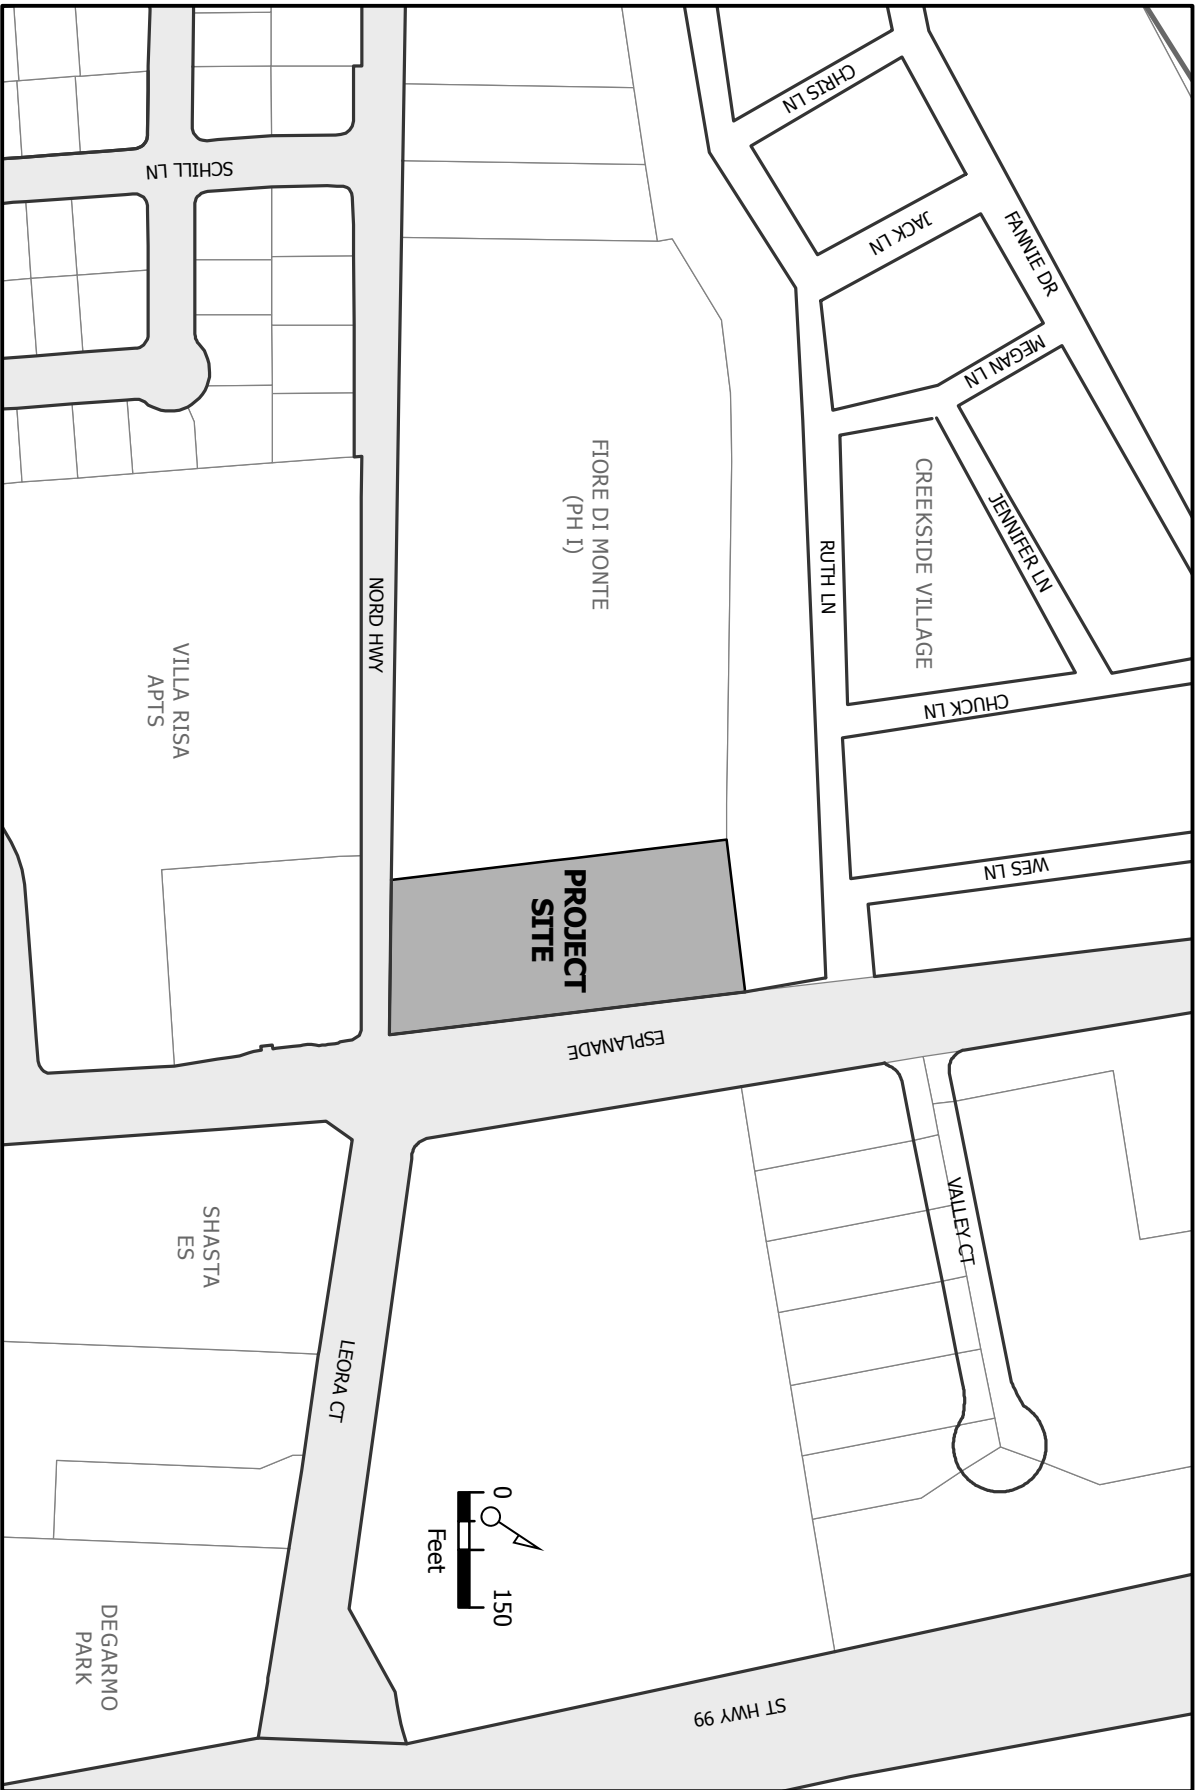 CHRIS LN
SCHILL LN
JACK LN
FANNIE DR
MEGAN LN
FIORE DI MONTE
(PH I)
CREEKSIDE VILLAGE
JENNIFER LN
RUTH LN
NORD HWY
VILLA RISA
APTS
CHUCK LN
WES LN
PROJECT
SITE
ESPLANADE
VALLEY CT
SHASTA
ES
LEORA CT
0
150
Feet
DEGARMO
PARK
ST HWY 99